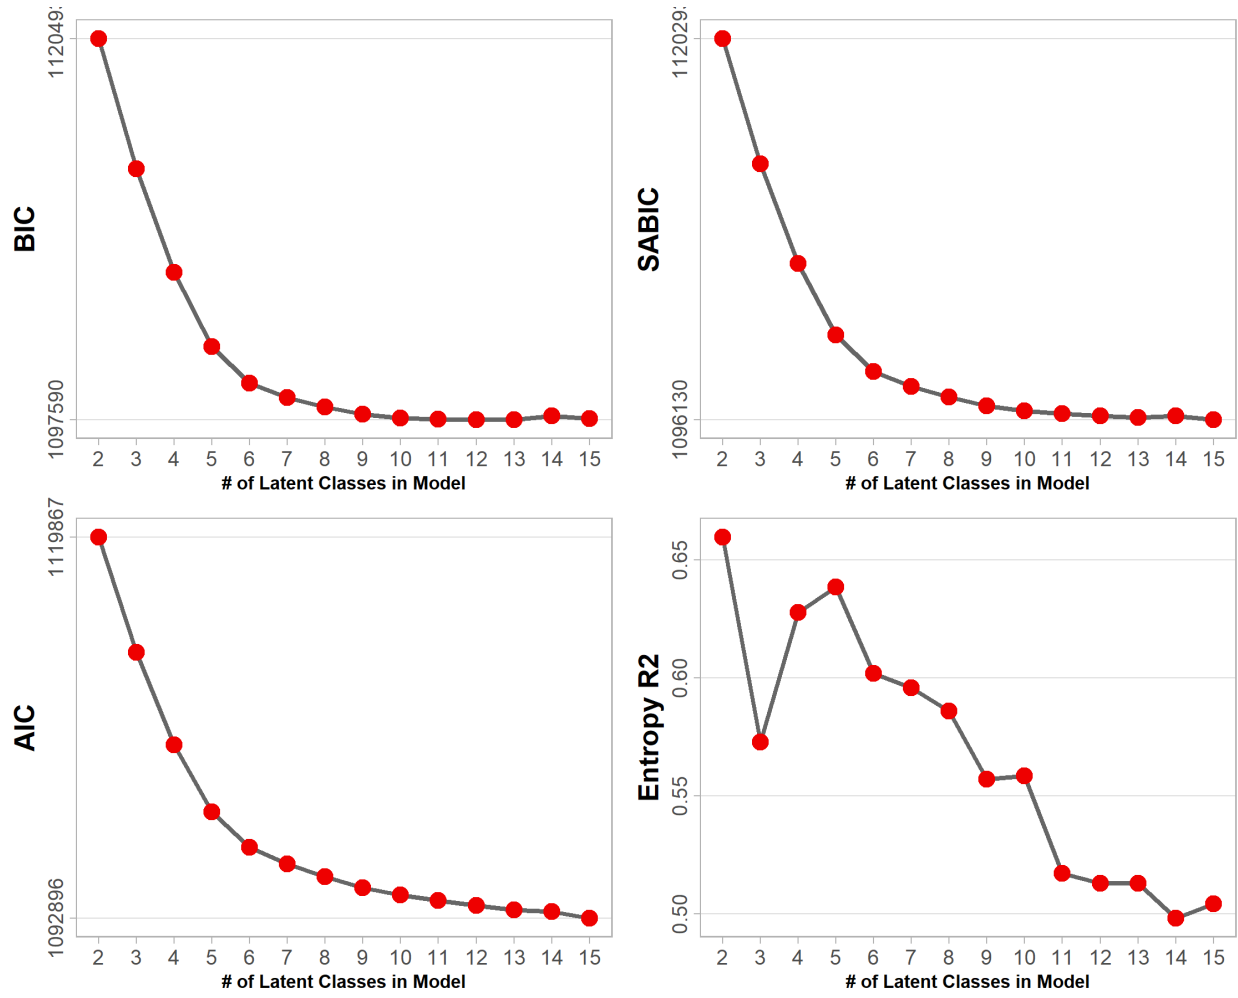 BIC
112049
1097590
2 3 4 5 6 7 8 9 10 11 12 13 14 15
# of Latent Classes in Model
SABIC
112029
1096130
2 3 4 5 6 7 8 9 10 11 12 13 14 15
# of Latent Classes in Model
AIC
1119867
1092896
2 3 4 5 6 7 8 9 10 11 12 13 14 15
# of Latent Classes in Model
Entropy R2
0.65
0.60
0.55
0.50
2 3 4 5 6 7 8 9 10 11 12 13 14 15
# of Latent Classes in Model